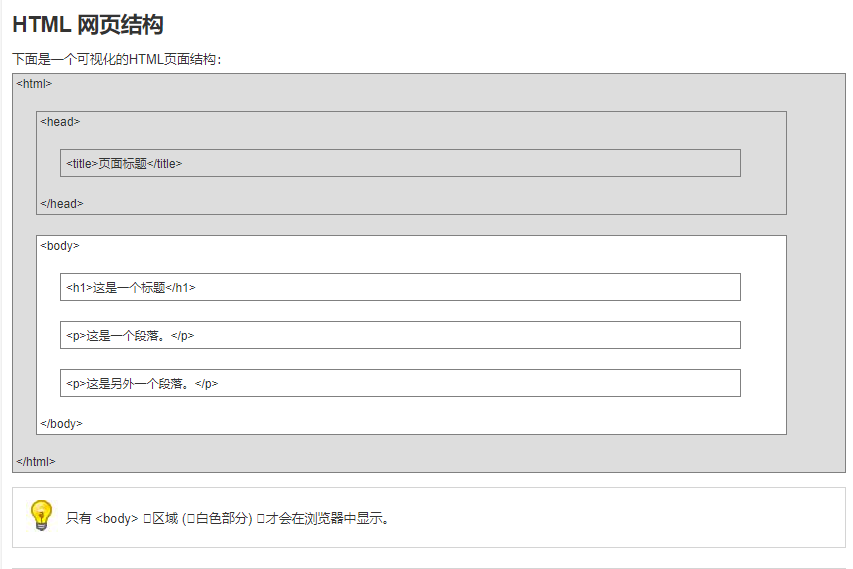 HTML 网页结构
下面是一个可视化的HTML页面结构：
<html>
<head>
<title>页面标题</title>
</head>
<body>
<h1>这是一个标题</h1>
<p>这是一个段落。</p>
<p>这是另外一个段落。</p>
</body>
</html>
只有 <body> 区域 (白色部分) 才会在浏览器中显示。